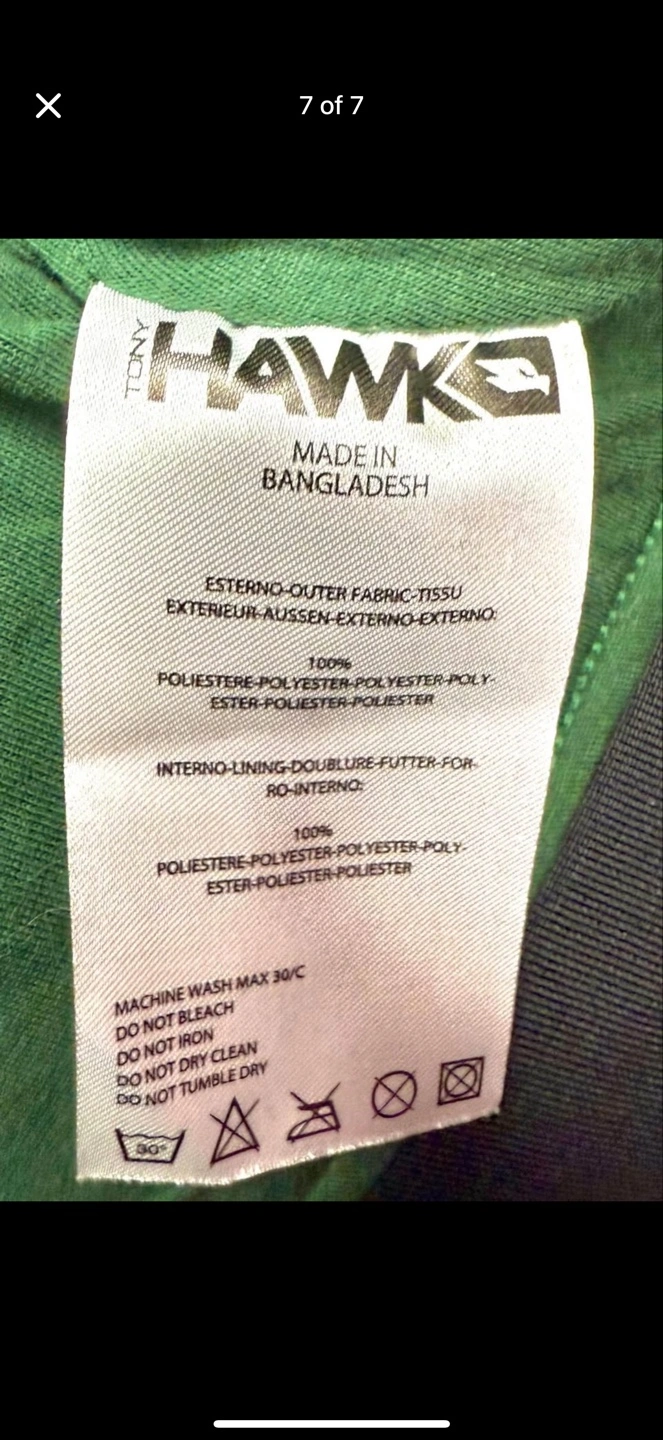 7 of 7
TONY HAWK
MADE IN
BANGLADESH
ESTERNO-OUTER FABRIC-TISSU
EXTERIEUR-AUSSEN-EXTERNO-EXTERNO:
100%
POLIESTERE-POLYESTER-POLYESTER-POLY-
ESTER-POLIESTER-POLIESTER
INTERNO-LINING-DOUBLURE-FUTTER-FOR-
RO-INTERNO:
100%
POLIESTERE-POLYESTER-POLYESTER-POLY-
ESTER-POLIESTER-POLIESTER
MACHINE WASH MAX 30/C
DO NOT BLEACH
DO NOT IRON
DO NOT DRY CLEAN
DO NOT TUMBLE DRY
30°